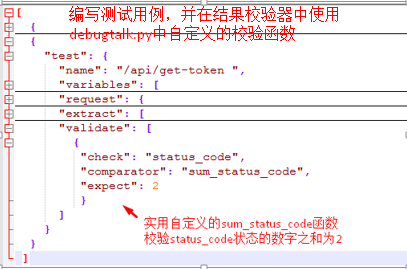 [
编写测试用例，并在结果校验器中使用
debugtalk.py中自定义的校验函数
{
{
"test": {
"name": "/api/get-token ",
"variables": [
"request": {
"extract": [
"validate": [
{
"check": "status_code",
"comparator": "sum_status_code",
"expect": 2
}
]
实用自定义的sum_status_code函数
校验status_code状态的数字之和为2
}
}
]